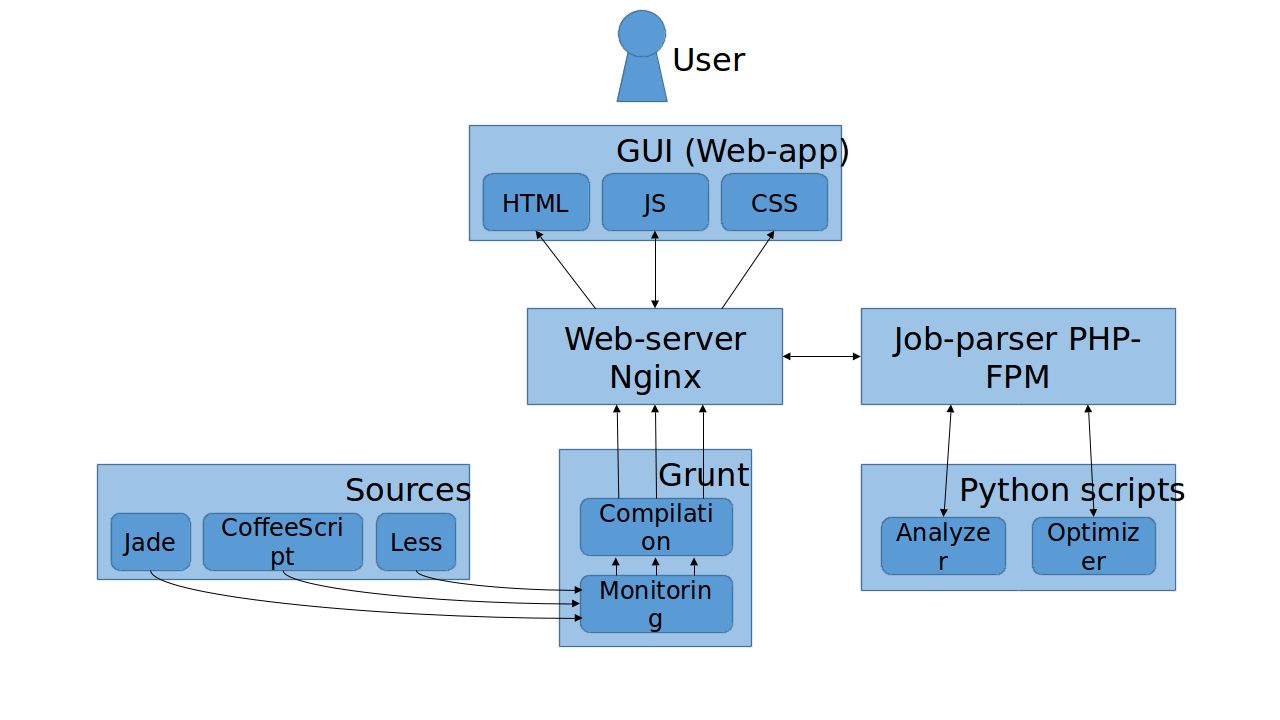 User
GUI (Web-app)
HTML
JS
CSS
Web-server
Nginx
Job-parser PHP-
FPM
Sources
Jade
CoffeeScri
pt
Less
Grunt
Compilati
on
Monitorin
g
Python scripts
Analyze
r
Optimiz
er